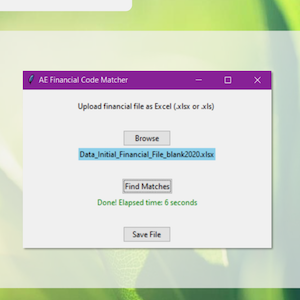 AE Financial Code Matcher
Upload financial file as Excel (.xlsx or .xls)
Browse
Data_Initial_Financial_File_blank2020.xlsx
Find Matches
Done! Elapsed time: 6 seconds
Save File